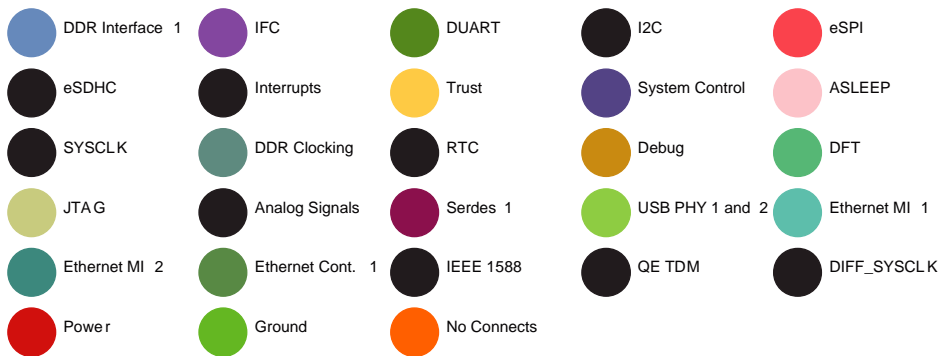 DDR Interface 1 IFC DUART I2C eSPI
eSDHC Interrupts Trust System Control ASLEEP
SYSCLK DDR Clocking RTC Debug DFT
JTAG Analog Signals Serdes 1 USB PHY 1 and 2 Ethernet MI 1
Ethernet MI 2 Ethernet Cont. 1 IEEE 1588 QE TDM DIFF_SYSCLK
Power Ground No Connects